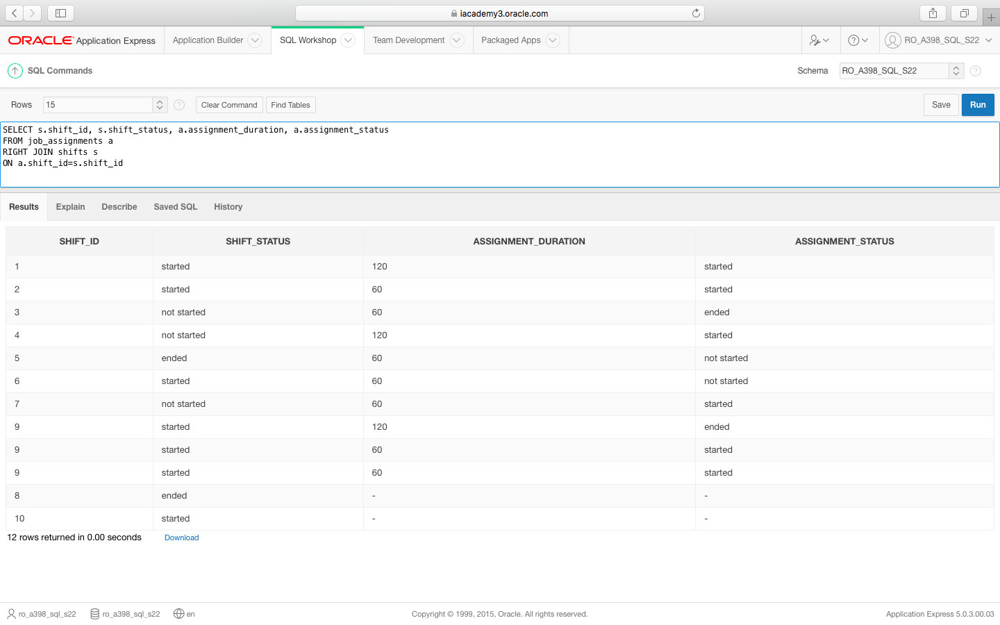 iacademy3.oracle.com
ORACLE Application Express Application Builder SQL Workshop Team Development Packaged Apps RO_A398_SQL_S22
SQL Commands Schema RO_A398_SQL_S22 ?
Rows 15 ? Clear Command Find Tables Save Run
SELECT s.shift_id, s.shift_status, a.assignment_duration, a.assignment_status
FROM job_assignments a
RIGHT JOIN shifts s
ON a.shift_id=s.shift_id
Results Explain Describe Saved SQL History
SHIFT_ID SHIFT_STATUS ASSIGNMENT_DURATION ASSIGNMENT_STATUS
1 started 120 started
2 started 60 started
3 not started 60 ended
4 not started 120 started
5 ended 60 not started
6 started 60 not started
7 not started 60 started
9 started 120 ended
9 started 60 started
9 started 60 started
8 ended - -
10 started - -
12 rows returned in 0.00 seconds Download
ro_a398_sql_s22 ro_a398_sql_s22 en Copyright © 1999, 2015, Oracle. All rights reserved. Application Express 5.0.3.00.03